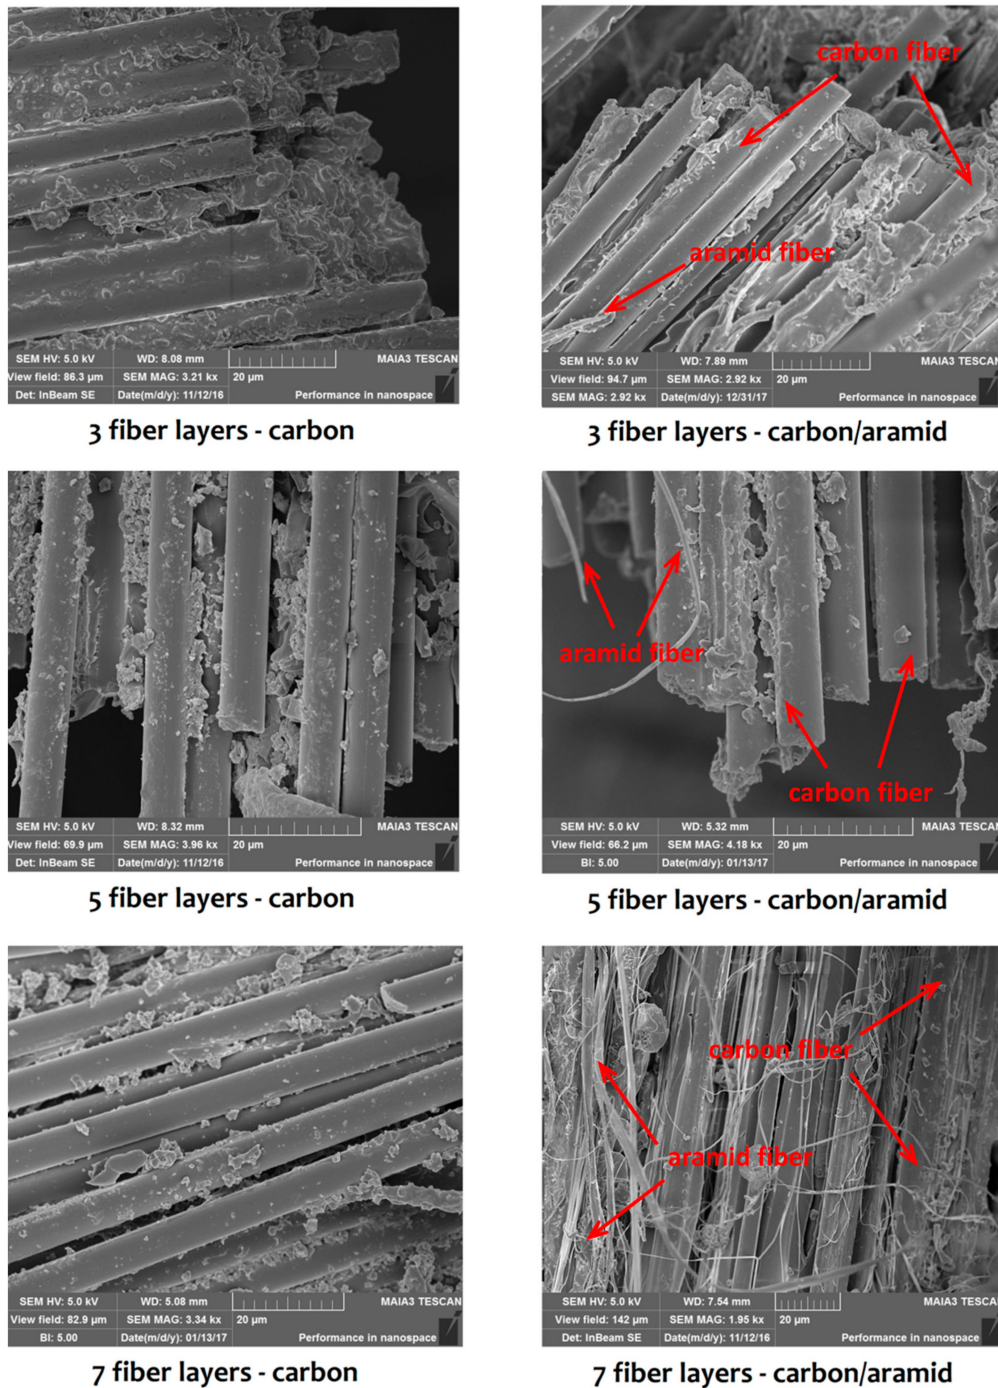 carbon fiber
aramid fiber
SEM HV: 5.0 kV WD: 8.08 mm MAIA3 TESCAN
View field: 86.3 µm SEM MAG: 3.21 kx 20 µm
Det: InBeam SE Date(m/d/y): 11/12/16 Performance in nanospace
3 fiber layers - carbon
SEM HV: 5.0 kV WD: 7.89 mm MAIA3 TESCAN
View field: 94.7 µm SEM MAG: 2.92 kx 20 µm
SEM MAG: 2.92 kx Date(m/d/y): 12/31/17 Performance in nanospace
3 fiber layers - carbon/aramid
aramid fiber
carbon fiber
SEM HV: 5.0 kV WD: 8.32 mm MAIA3 TESCAN
View field: 69.9 µm SEM MAG: 3.96 kx 20 µm
Det: InBeam SE Date(m/d/y): 11/12/16 Performance in nanospace
5 fiber layers - carbon
SEM HV: 5.0 kV WD: 5.32 mm MAIA3 TESCAN
View field: 66.2 µm SEM MAG: 4.18 kx 20 µm
BI: 5.00 Date(m/d/y): 01/13/17 Performance in nanospace
5 fiber layers - carbon/aramid
carbon fiber
aramid fiber
SEM HV: 5.0 kV WD: 5.08 mm MAIA3 TESCAN
View field: 82.9 µm SEM MAG: 3.34 kx 20 µm
BI: 5.00 Date(m/d/y): 01/13/17 Performance in nanospace
7 fiber layers - carbon
SEM HV: 5.0 kV WD: 7.54 mm MAIA3 TESCAN
View field: 142 µm SEM MAG: 1.95 kx 20 µm
Det: InBeam SE Date(m/d/y): 11/12/16 Performance in nanospace
7 fiber layers - carbon/aramid